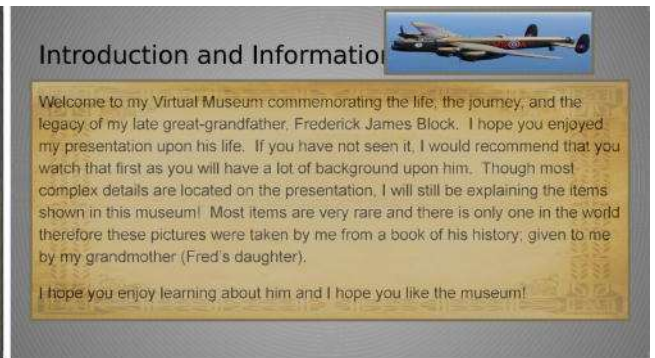 Introduction and Information
Welcome to my Virtual Museum commemorating the life, the journey, and the
legacy of my late great-grandfather, Frederick James Block. I hope you enjoyed
my presentation upon his life. If you have not seen it, I would recommend that you
watch that first as you will have a lot of background upon him. Though most
complex details are located on the presentation, I will still be explaining the items
shown in this museum! Most items are very rare and there is only one in the world
therefore these pictures were taken by me from a book of his history; given to me
by my grandmother (Fred's daughter).
I hope you enjoy learning about him and I hope you like the museum!